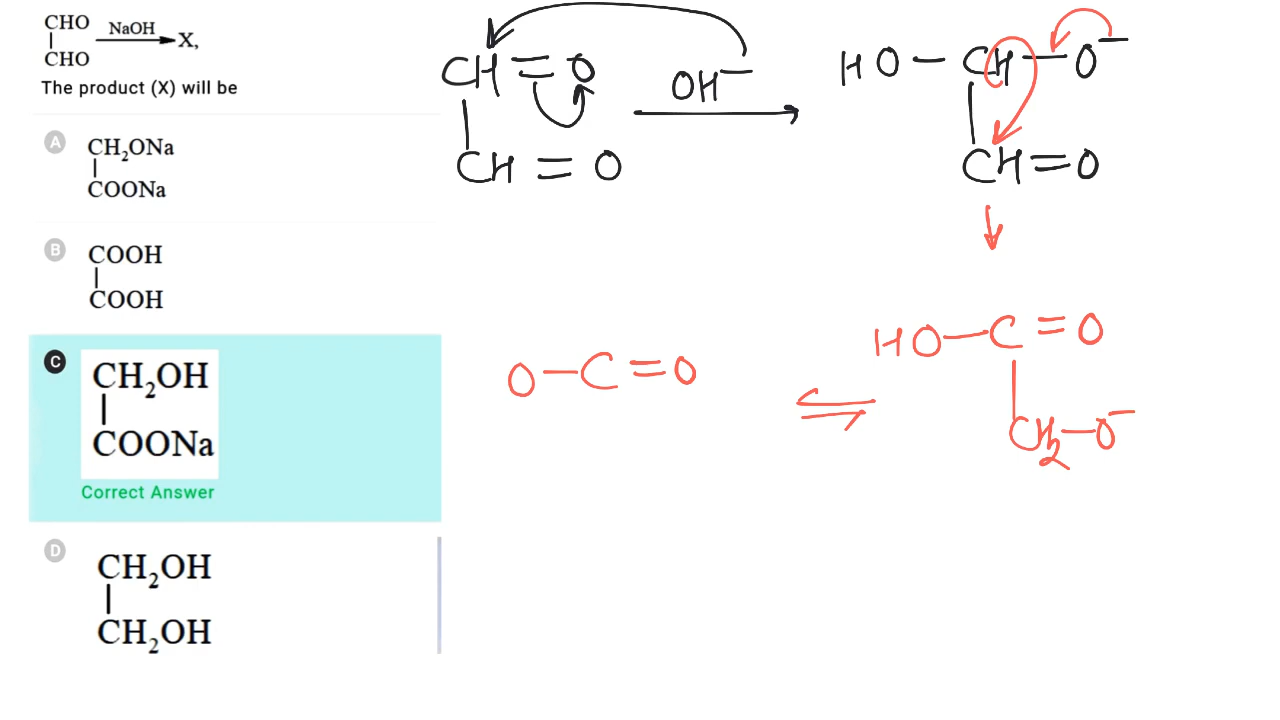 CHO
NaOH
X,
CHO
The product (X) will be
A
CH₂ONa
COONa
B
COOH
COOH
C
CH₂OH
COONa
Correct Answer
D
CH₂OH
CH₂OH
CH = O
CH = O
OH⁻
HO - CH - O⁻
CH = O
HO - C = O
CH₂ - O⁻
O - C = O